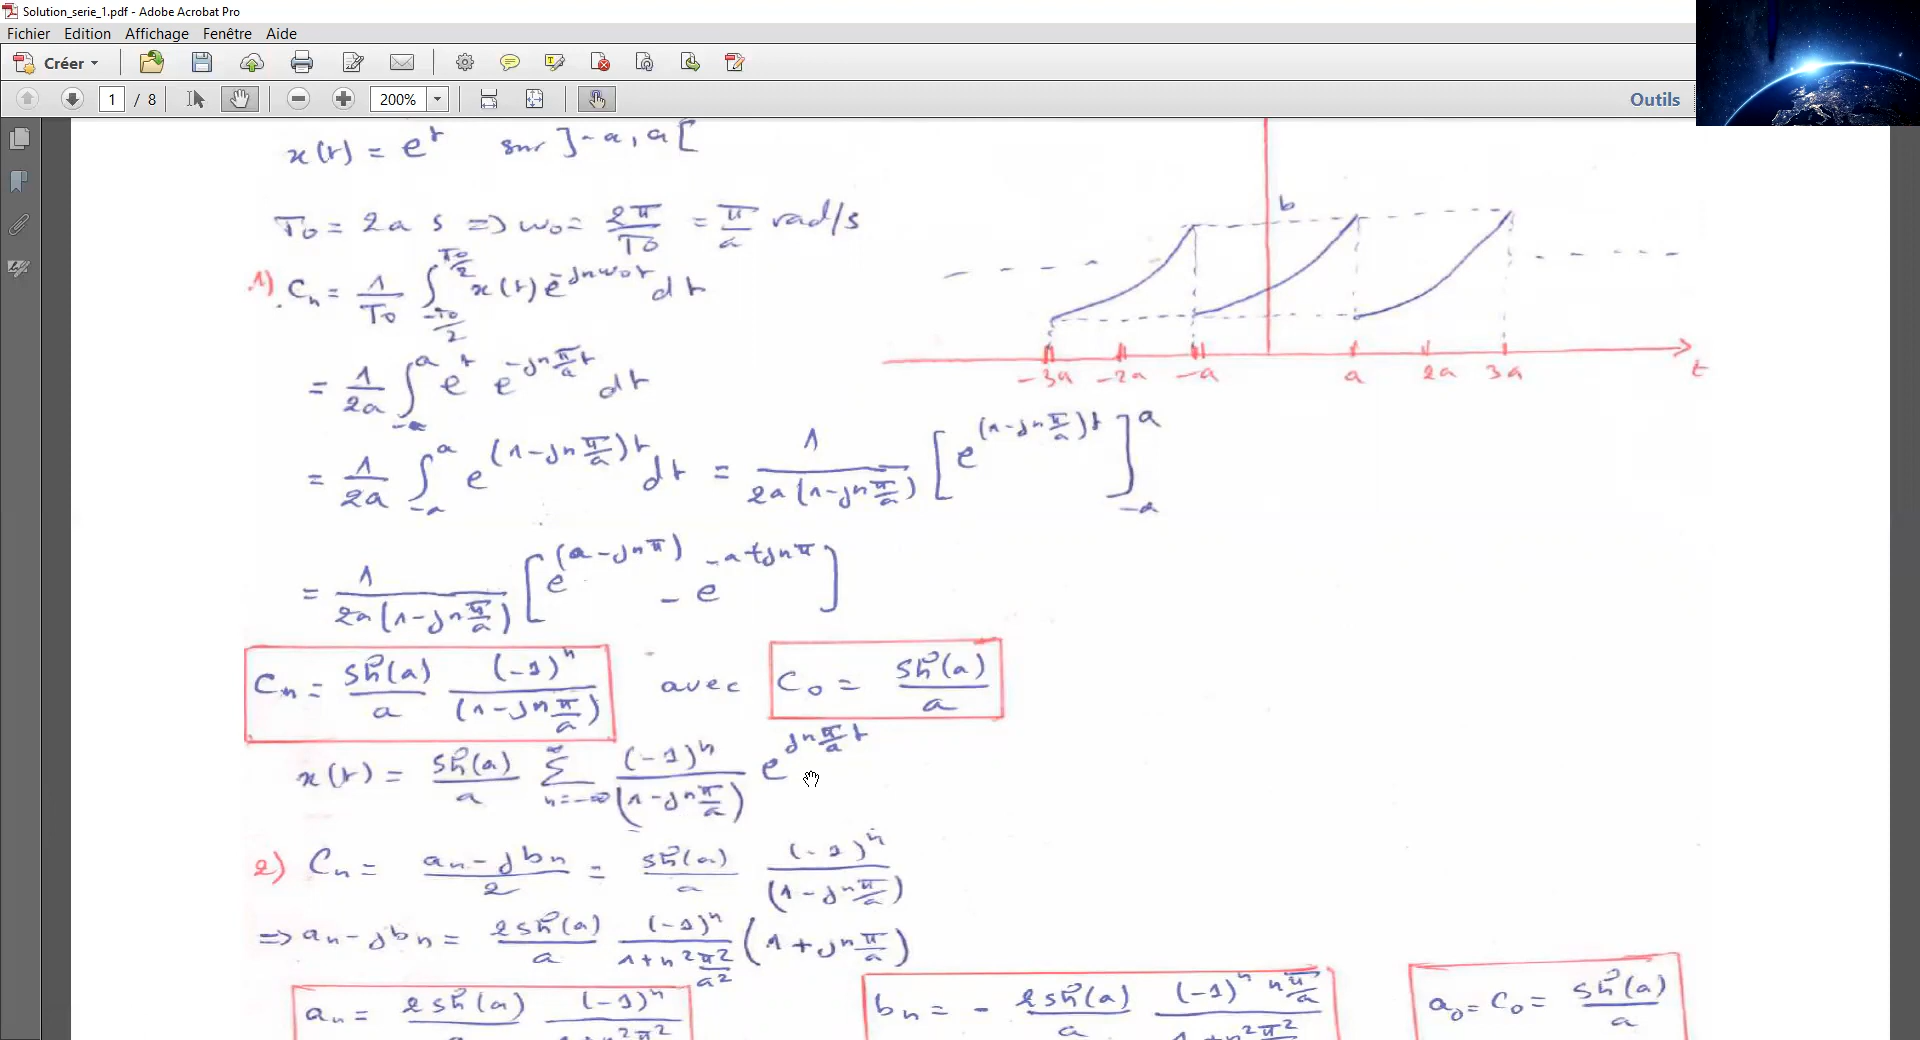 Solution_serie_1.pdf - Adobe Acrobat Pro
Fichier Edition Affichage Fenêtre Aide
Créer
1 / 8 200% Outils
x(t) = e^t sur ]-a, a[
T0 = 2a s => w0 = 2π/T0 = π/a rad/s
b
-3a -2a -a a 2a 3a t
1) Cn = 1/T0 ∫_{-T0/2}^{T0/2} x(t) e^{-jnw0t} dt
= 1/2a ∫_{-a}^{a} e^t e^{-jn π/a t} dt
= 1/2a ∫_{-a}^{a} e^{(1-jn π/a)t} dt = 1/(2a(1-jn π/a)) [e^{(1-jn π/a)t}]_{-a}^{a}
= 1/(2a(1-jn π/a)) [e^{(a-jnπ)} - e^{-a+jnπ}]
Cn = sh(a)/a (-1)^n/(1-jn π/a) avec C0 = sh(a)/a
x(t) = sh(a)/a Σ_{n=-∞}^{∞} (-1)^n/(1-jn π/a) e^{jn π/a t}
2) Cn = (an - jbn)/2 = sh(a)/a (-1)^n/(1-jn π/a)
=> an - jbn = 2sh(a)/a (-1)^n/(1+n²π²/a²) (1+jn π/a)
an = 2sh(a)/a (-1)^n/n²π² bn = - 2sh(a)/a (-1)^n n π/a/(1+n²π²) a0 = C0 = sh(a)/a